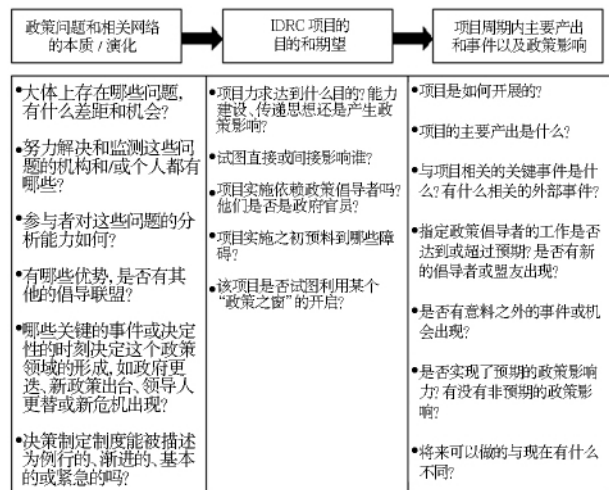 政策问题和相关网络
的本质 / 演化
IDRC 项目的
目的和期望
项目周期内主要产出
和事件以及政策影响
•大体上存在哪些问题,
有什么差距和机会?
•努力解决和监测这些问
题的机构和/或个人都有
哪些?
•参与者对这些问题的分
析能力如何?
•有哪些优势,是否有其
他的倡导联盟?
•哪些关键的事件或决定
性的时刻决定这个政策
领域的形成,如政府更
迭、新政策出台、领导人
更替或新危机出现?
•决策制定制度能被描述
为例行的、渐进的、基本
的或紧急的吗?
•项目力求达到什么目的?能力
建设、传递思想还是产生政
策影响?
•试图直接或间接影响谁?
•项目实施依赖政策倡导者吗?
他们是否是政府官员?
•项目实施之初预料到哪些障
碍?
•该项目是否试图利用某个
“政策之窗”的开启?
•项目是如何开展的?
•项目的主要产出是什么?
•与项目相关的关键事件是什
么?有什么相关的外部事件?
•指定政策倡导者的工作是否
达到或超过预期?是否有新
的倡导者或盟友出现?
•是否有意料之外的事件或机
会出现?
•是否实现了预期的政策影响
力?有没有非预期的政策影
响?
•将来可以做的与现在有什么
不同?